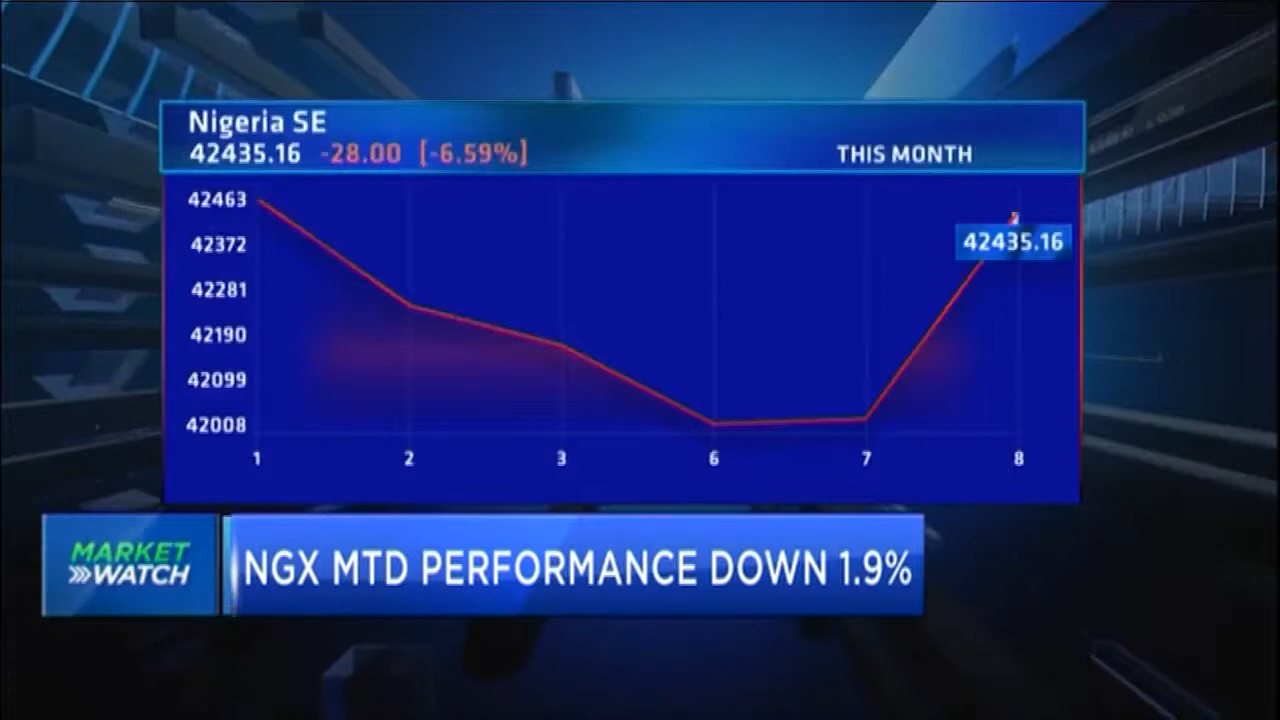 Nigeria SE
42435.16 -28.00 [-6.59%] THIS MONTH
42463
42372
42281
42190
42099
42008
42435.16
1 2 3 6 7 8
MARKET
WATCH
NGX MTD PERFORMANCE DOWN 1.9%